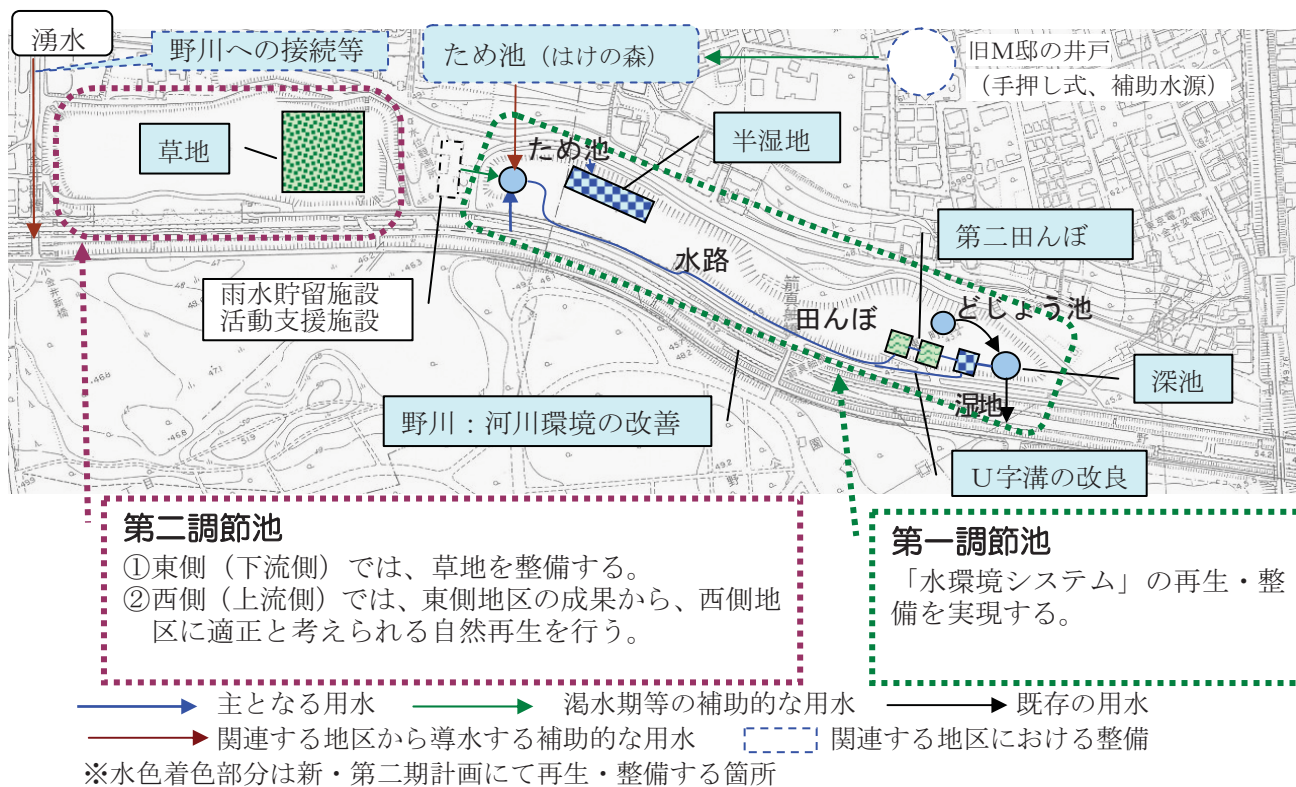 湧水
野川への接続等
ため池（はけの森）
旧M邸の井戸
（手押し式、補助水源）
草地
ため池
半湿地
第二田んぼ
水路
雨水貯留施設
活動支援施設
田んぼ
どじょう池
深池
野川：河川環境の改善
湿地
U字溝の改良
第二調節池
①東側（下流側）では、草地を整備する。
②西側（上流側）では、東側地区の成果から、西側地
区に適正と考えられる自然再生を行う。
第一調節池
「水環境システム」の再生・整
備を実現する。
主となる用水
渇水期等の補助的な用水
既存の用水
関連する地区から導水する補助的な用水
関連する地区における整備
※水色着色部分は新・第二期計画にて再生・整備する箇所